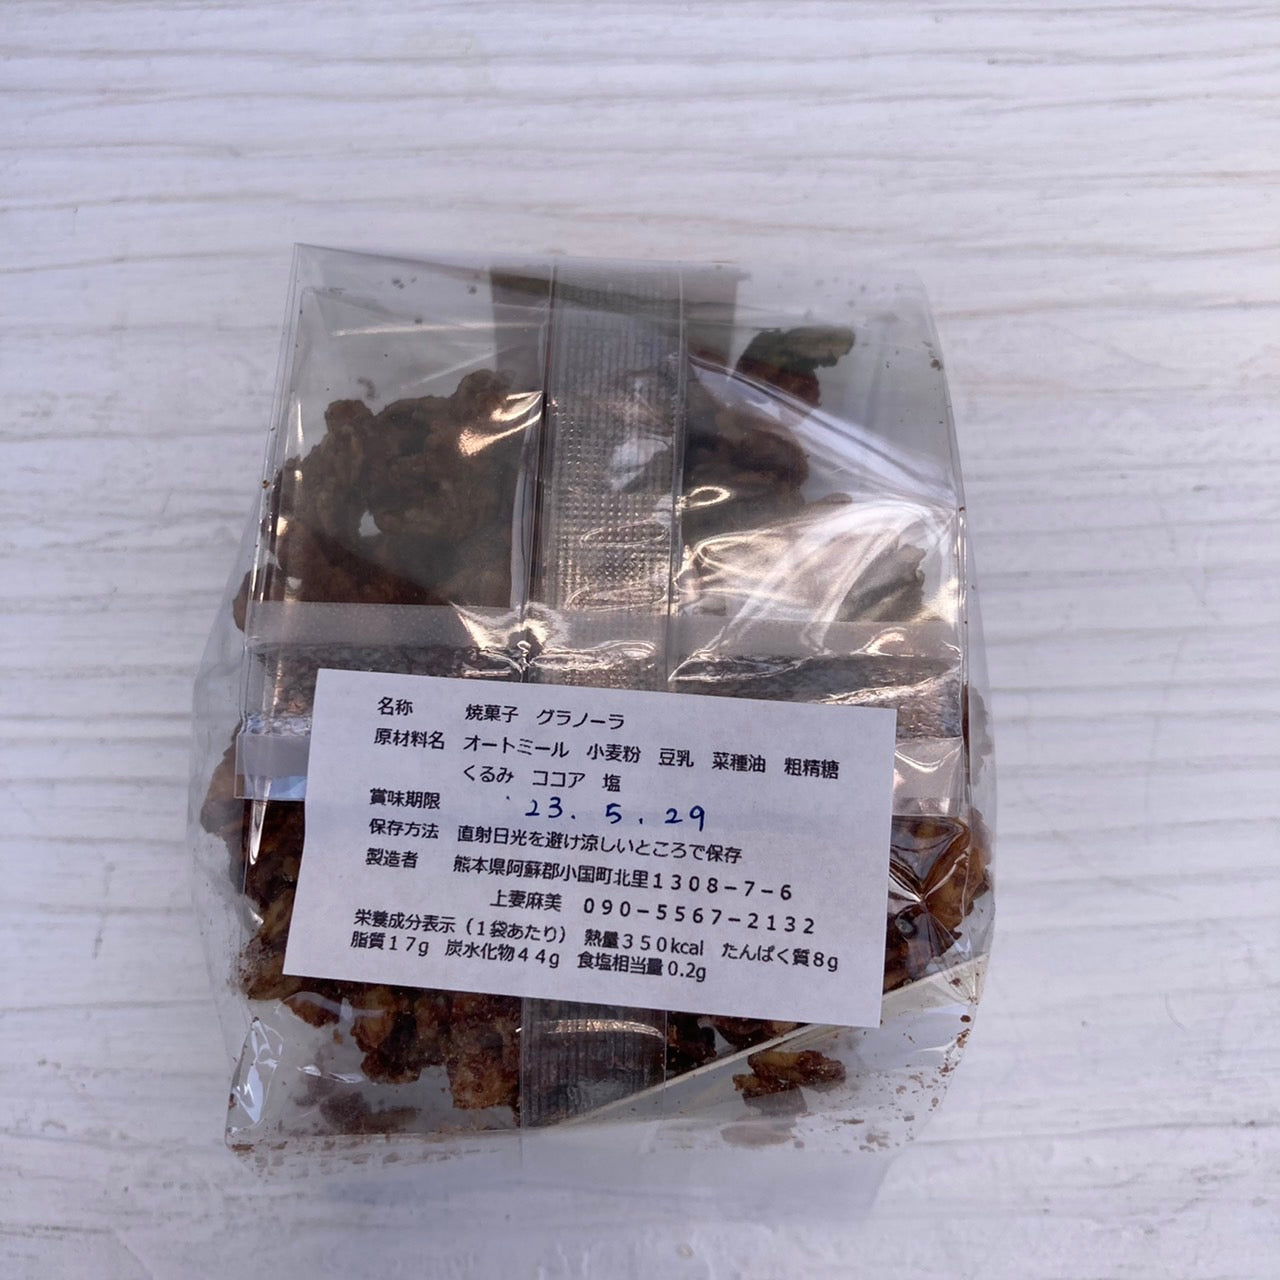 名称 焼菓子 グラノーラ
原材料名 オートミール 小麦粉 豆乳 菜種油 粗精糖
くるみ ココア 塩
賞味期限 23.5.29
保存方法 直射日光を避け涼しいところで保存
製造者 熊本県阿蘇郡小国町北里1308-7-6
上妻麻美 090-5567-2132
栄養成分表示(1袋あたり) 熱量350kcal たんぱく質8g
脂質17g 炭水化物44g 食塩相当量0.2g